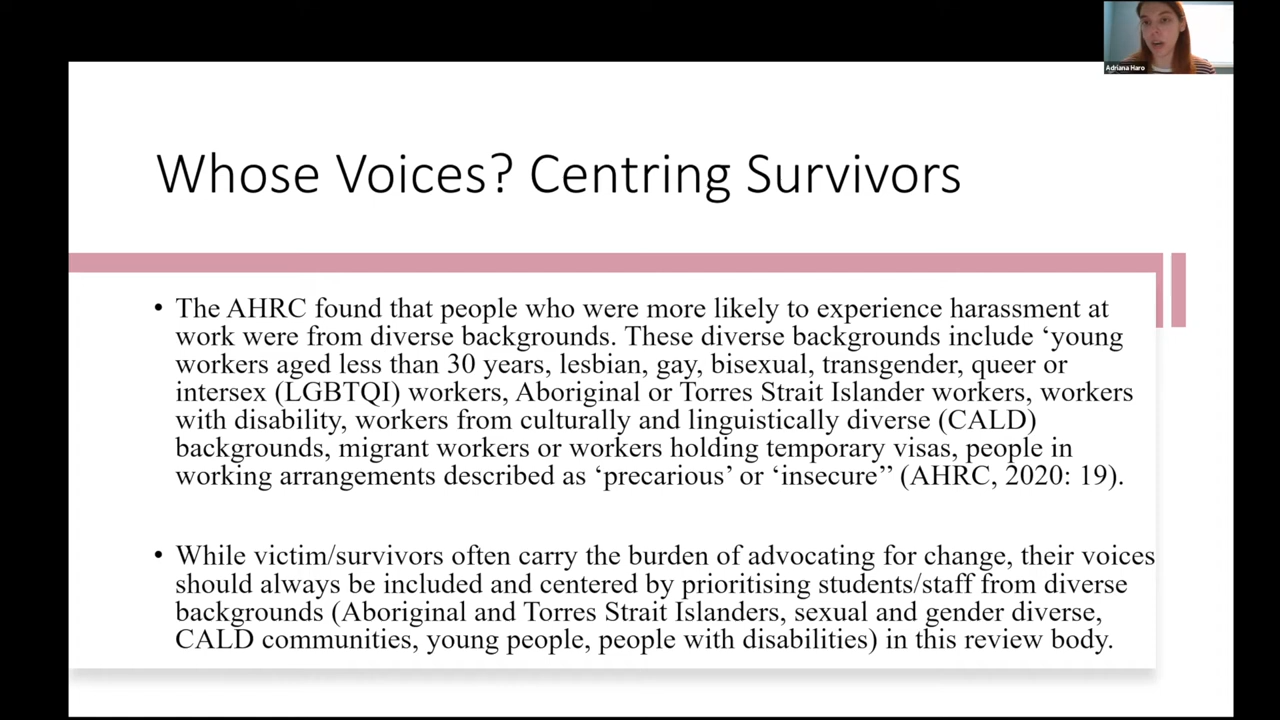 Adriana Haro
Whose Voices? Centring Survivors
• The AHRC found that people who were more likely to experience harassment at
work were from diverse backgrounds. These diverse backgrounds include ‘young
workers aged less than 30 years, lesbian, gay, bisexual, transgender, queer or
intersex (LGBTQI) workers, Aboriginal or Torres Strait Islander workers, workers
with disability, workers from culturally and linguistically diverse (CALD)
backgrounds, migrant workers or workers holding temporary visas, people in
working arrangements described as ‘precarious’ or ‘insecure’’ (AHRC, 2020: 19).
• While victim/survivors often carry the burden of advocating for change, their voices
should always be included and centered by prioritising students/staff from diverse
backgrounds (Aboriginal and Torres Strait Islanders, sexual and gender diverse,
CALD communities, young people, people with disabilities) in this review body.